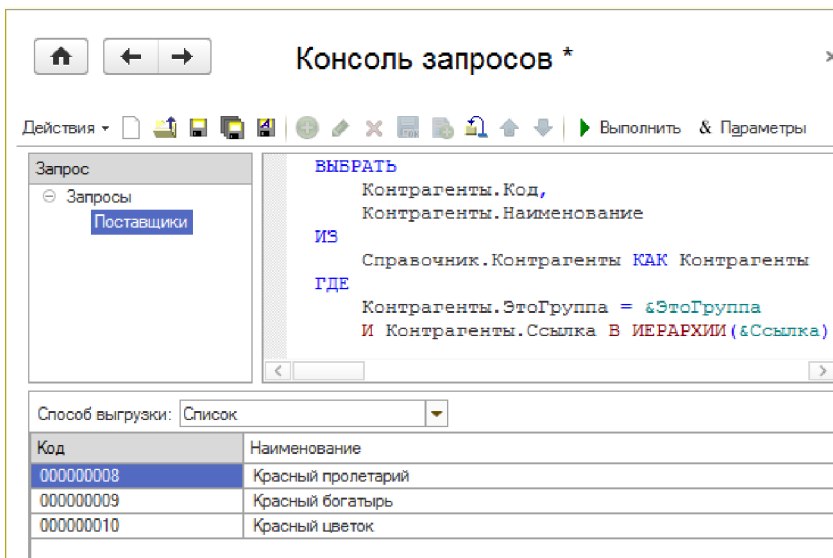 Консоль запросов *
Действия
Выполнить & Параметры
Запрос
Запросы
Поставщики
ВЫБРАТЬ
Контрагенты.Код,
Контрагенты.Наименование
ИЗ
Справочник.Контрагенты КАК Контрагенты
ГДЕ
Контрагенты.ЭтоГруппа = &ЭтоГруппа
И Контрагенты.Ссылка В ИЕРАРХИИ(&Ссылка)
Способ выгрузки: Список
Код Наименование
000000008 Красный пролетарий
000000009 Красный богатырь
000000010 Красный цветок